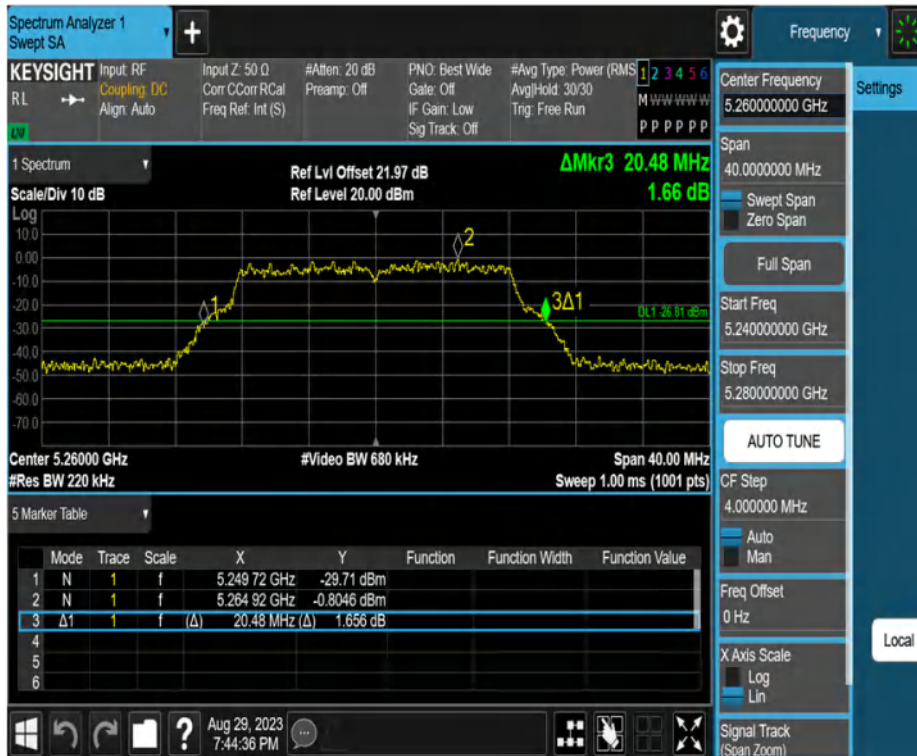 Spectrum Analyzer 1
Swept SA
+
Frequency
KEYSIGHT
RL
LXI
Input: RF
Coupling: DC
Align: Auto
Input Z: 50 Ω
Corr CCorr RCal
Freq Ref: Int (S)
#Atten: 20 dB
Preamp: Off
PNO: Best Wide
Gate: Off
IF Gain: Low
Sig Track: Off
#Avg Type: Power (RMS
Avg|Hold: 30/30
Trig: Free Run
1 2 3 4 5 6
M W W W W W
P P P P P P
1 Spectrum
Scale/Div 10 dB
Ref Lvl Offset 21.97 dB
Ref Level 20.00 dBm
ΔMkr3 20.48 MHz
1.66 dB
Log
10.0
0.00
-10.0
-20.0
-30.0
-40.0
-50.0
-60.0
-70.0
1
2
3Δ1
DL1 -26.81 dBm
Center 5.26000 GHz
#Video BW 680 kHz
Span 40.00 MHz
#Res BW 220 kHz
Sweep 1.00 ms (1001 pts)
5 Marker Table
Mode Trace Scale X Y Function Function Width Function Value
1 N 1 f 5.249 72 GHz -29.71 dBm
2 N 1 f 5.264 92 GHz -0.8046 dBm
3 Δ1 1 f (Δ) 20.48 MHz (Δ) 1.656 dB
4
5
6
?
Aug 29, 2023
7:44:36 PM
Center Frequency
5.260000000 GHz
Settings
Span
40.0000000 MHz
Swept Span
Zero Span
Full Span
Start Freq
5.240000000 GHz
Stop Freq
5.280000000 GHz
AUTO TUNE
CF Step
4.000000 MHz
Auto
Man
Freq Offset
0 Hz
Local
X Axis Scale
Log
Lin
Signal Track
(Span Zoom)